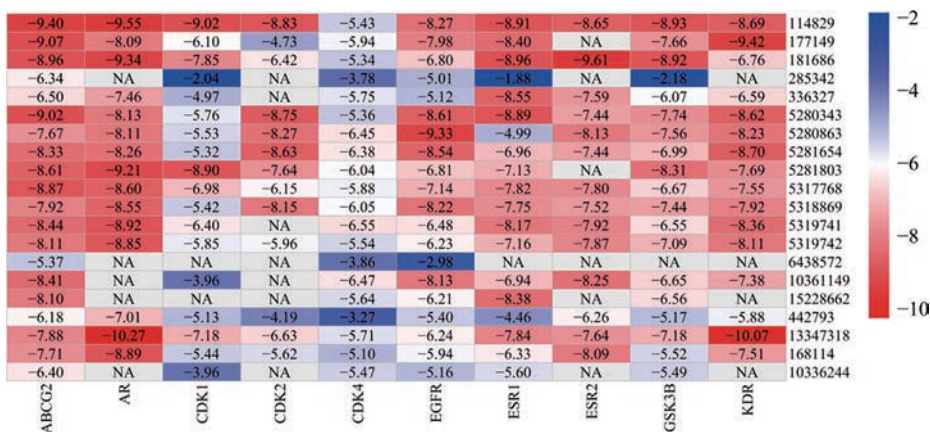 −9.40 −9.55 −9.02 −8.83 −5.43 −8.27 −8.91 −8.65 −8.93 −8.69 114829
−9.07 −8.09 −6.10 −4.73 −5.94 −7.98 −8.40 NA −7.66 −9.42 177149
−8.96 −9.34 −7.85 −6.42 −5.34 −6.80 −8.96 −9.61 −8.92 −6.76 181686
−6.34 NA −2.04 NA −3.78 −5.01 −1.88 NA −2.18 NA 285342
−6.50 −7.46 −4.97 NA −5.75 −5.12 −8.55 −7.59 −6.07 −6.59 336327
−9.02 −8.13 −5.76 −8.75 −5.36 −8.61 −8.89 −7.44 −7.74 −8.62 5280343
−7.67 −8.11 −5.53 −8.27 −6.45 −9.33 −4.99 −8.13 −7.56 −8.23 5280863
−8.33 −8.26 −5.32 −8.63 −6.38 −8.54 −6.96 −7.44 −6.99 −8.70 5281654
−8.61 −9.21 −8.90 −7.64 −6.04 −6.81 −7.13 NA −8.31 −7.69 5281803
−8.87 −8.60 −6.98 −6.15 −5.88 −7.14 −7.82 −7.80 −6.67 −7.55 5317768
−7.92 −8.55 −5.42 −8.15 −6.05 −8.22 −7.75 −7.52 −7.44 −7.92 5318869
−8.44 −8.92 −6.40 NA −6.55 −6.48 −8.17 −7.92 −6.55 −8.36 5319741
−8.11 −8.85 −5.85 −5.96 −5.54 −6.23 −7.16 −7.87 −7.09 −8.11 5319742
−5.37 NA NA NA −3.86 −2.98 NA NA NA NA 6438572
−8.41 NA −3.96 NA −6.47 −8.13 −6.94 −8.25 −6.65 −7.38 10361149
−8.10 NA NA NA −5.64 −6.21 −8.38 NA −6.56 NA 15228662
−6.18 −7.01 −5.13 −4.19 −3.27 −5.40 −4.46 −6.26 −5.17 −5.88 442793
−7.88 −10.27 −7.18 −6.63 −5.71 −6.24 −7.84 −7.64 −7.18 −10.07 13347318
−7.71 −8.89 −5.44 −5.62 −5.10 −5.94 −6.33 −8.09 −5.52 −7.51 168114
−6.40 NA −3.96 NA −5.47 −5.16 −5.60 NA −5.49 NA 10336244
ABCG2 AR CDK1 CDK2 CDK4 EGFR ESR1 ESR2 GSK3B KDR
−2
−4
−6
−8
−10